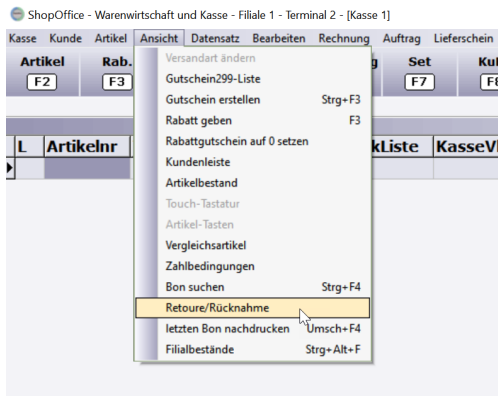 ShopOffice - Warenwirtschaft und Kasse - Filiale 1 - Terminal 2 - [Kasse 1]
Kasse Kunde Artikel Ansicht Datensatz Bearbeiten Rechnung Auftrag Lieferschein
Artikel Rab. g Set Ku
F2 F3 F7 F8
L Artikelnr kListe KasseV
Versandart ändern
Gutschein299-Liste
Gutschein erstellen Strg+F3
Rabatt geben F3
Rabattgutschein auf 0 setzen
Kundenleiste
Artikelbestand
Touch-Tastatur
Artikel-Tasten
Vergleichsartikel
Zahlbedingungen
Bon suchen Strg+F4
Retoure/Rücknahme
letzten Bon nachdrucken Umsch+F4
Filialbestände Strg+Alt+F